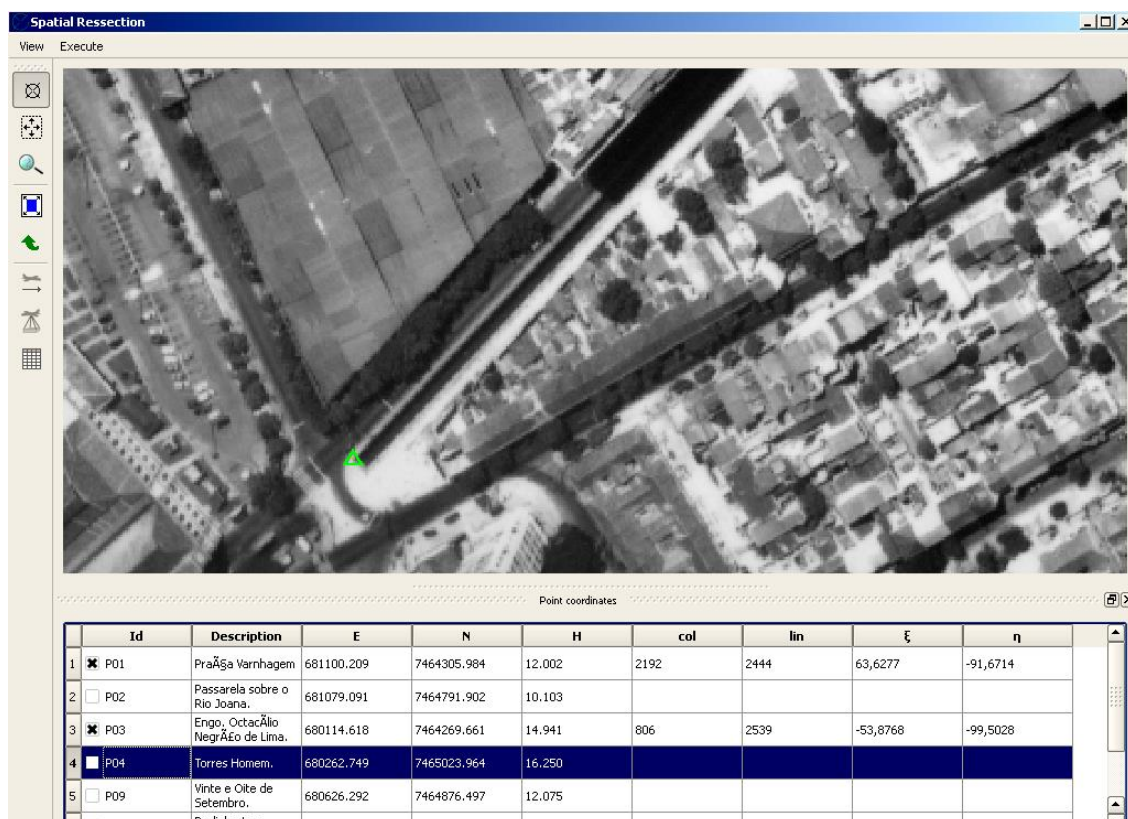 Spatial Ressection
View Execute
Point coordinates
Id Description E N H col lin ξ η
1 P01 PraÃ§a Varnhagem 681100.209 7464305.984 12.002 2192 2444 63,6277 -91,6714
2 P02 Passarela sobre o Rio Joana. 681079.091 7464791.902 10.103
3 P03 Engo. OctacÃlio NegrÃ£o de Lima. 680114.618 7464269.661 14.941 806 2539 -53,8768 -99,5028
4 P04 Torres Homem. 680262.749 7465023.964 16.250
5 P09 Vinte e Oite de Setembro. 680626.292 7464876.497 12.075